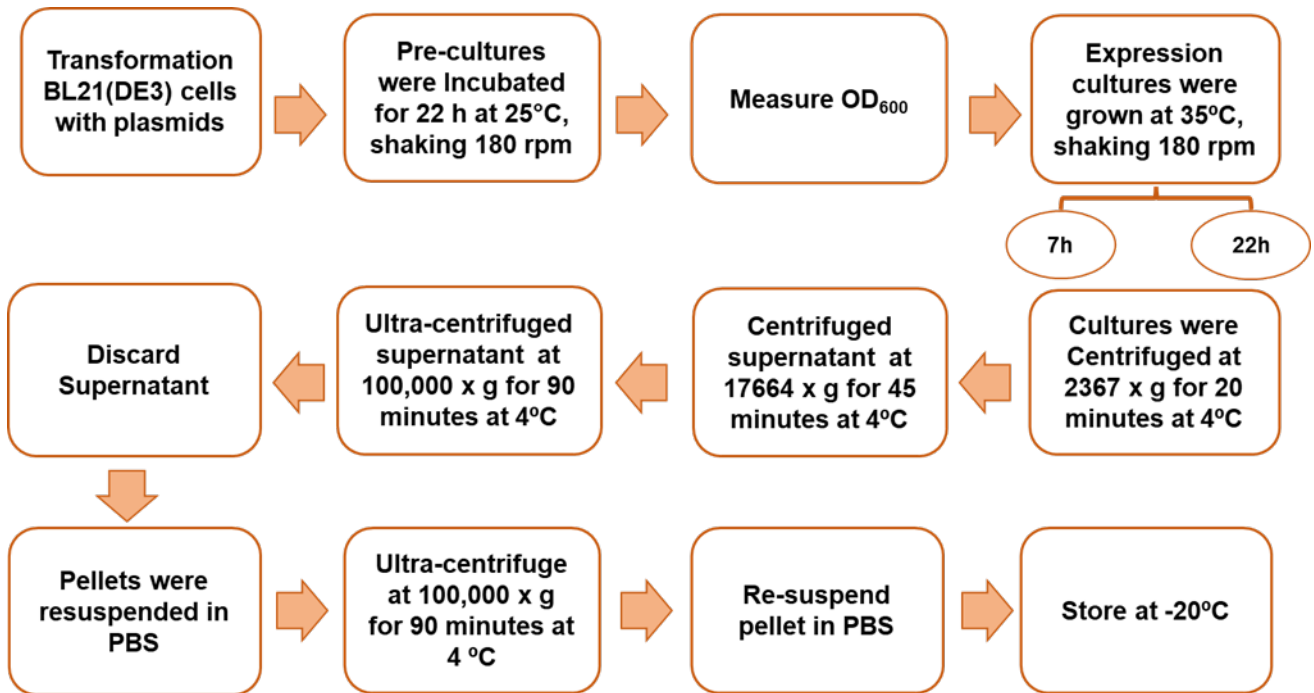 Transformation
BL21(DE3) cells
with plasmids
Pre-cultures
were Incubated
for 22 h at 25°C,
shaking 180 rpm
Measure OD₆₀₀
Expression
cultures were
grown at 35ºC,
shaking 180 rpm
7h
22h
Cultures were
Centrifuged at
2367 x g for 20
minutes at 4ºC
Centrifuged
supernatant at
17664 x g for 45
minutes at 4ºC
Ultra-centrifuged
supernatant at
100,000 x g for 90
minutes at 4ºC
Discard
Supernatant
Pellets were
resuspended in
PBS
Ultra-centrifuge
at 100,000 x g
for 90 minutes at
4 ºC
Re-suspend
pellet in PBS
Store at -20ºC